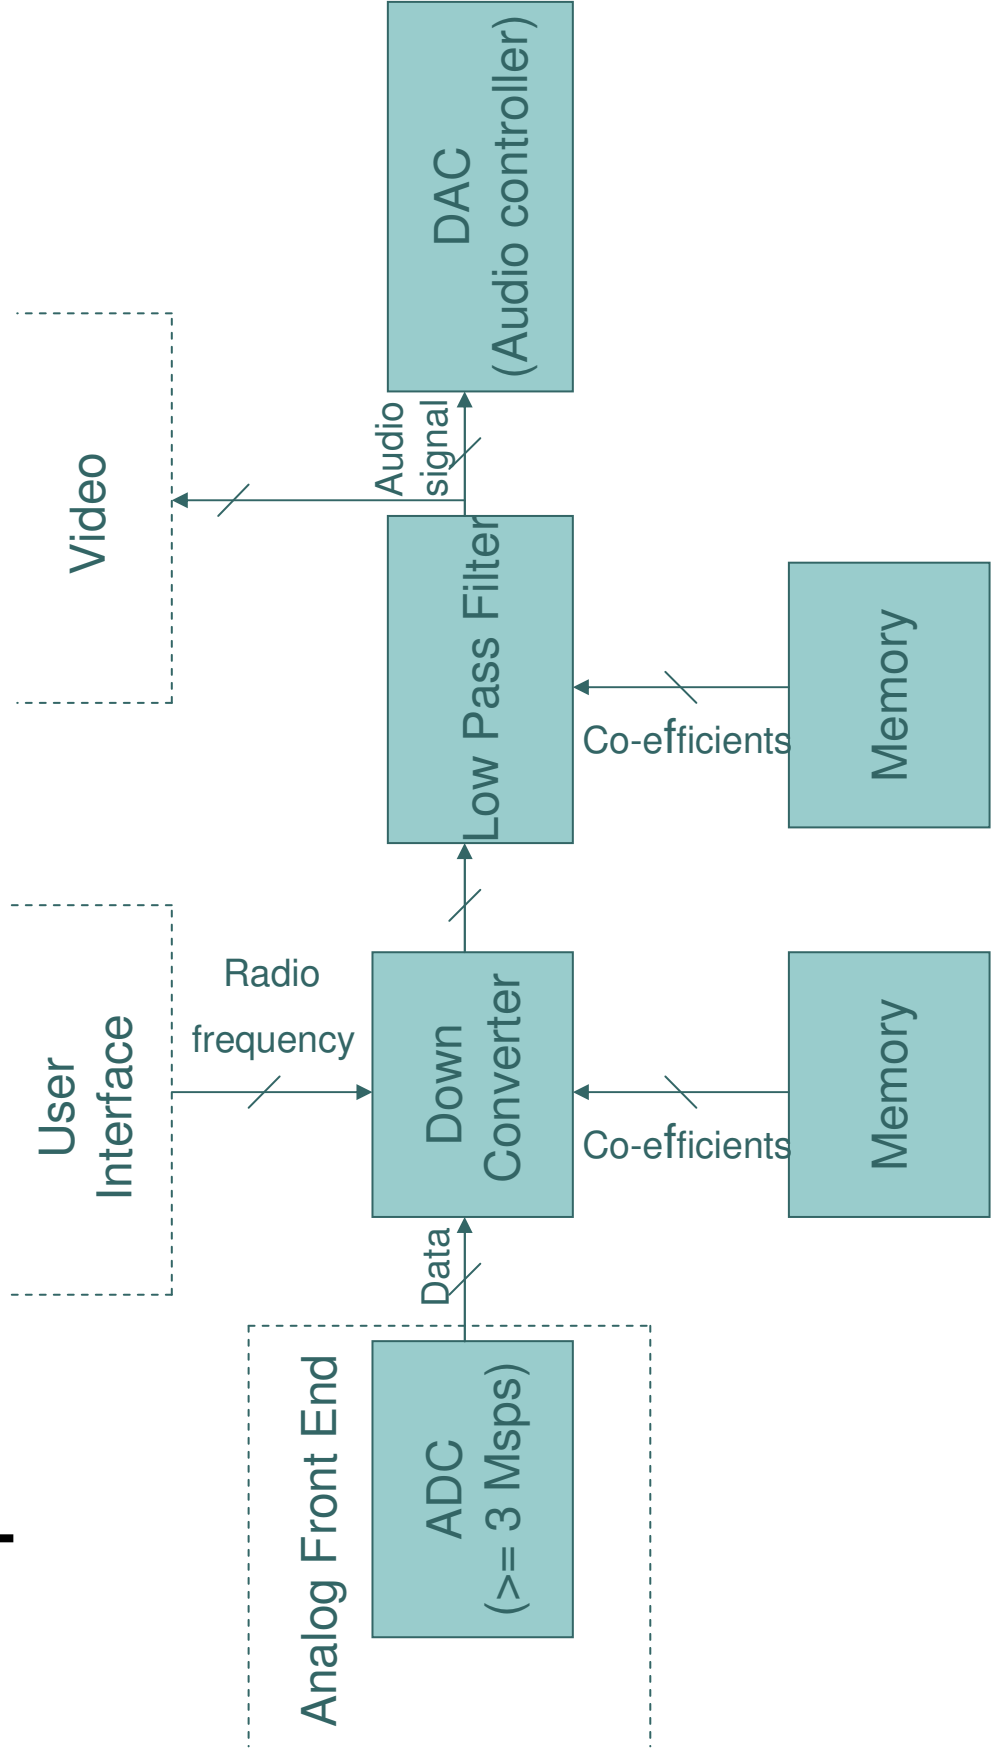 Analog Front End
ADC
(>= 3 Msps)
Data
User
Interface
Radio
frequency
Down
Converter
Co-efficients
Memory
Low Pass Filter
Co-efficients
Memory
Video
Audio
signal
DAC
(Audio controller)